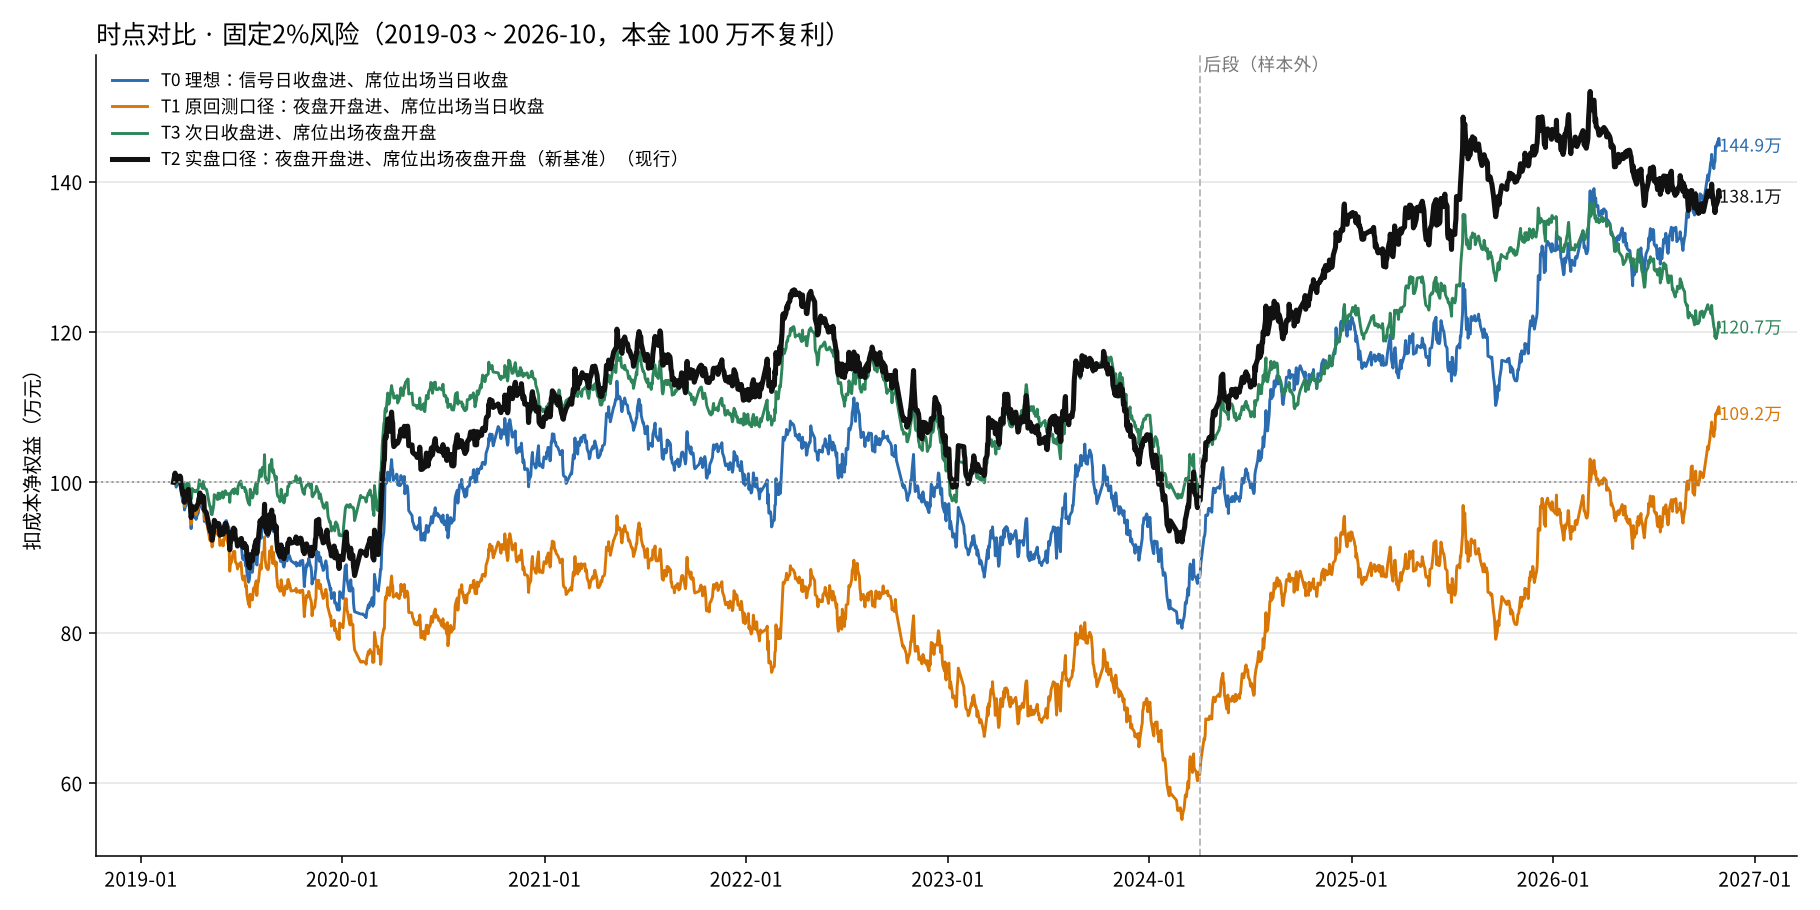 时点对比 · 固定2%风险（2019-03 ~ 2026-10，本金 100 万不复利）
T0 理想：信号日收盘进、席位出场当日收盘
T1 原回测口径：夜盘开盘进、席位出场当日收盘
T3 次日收盘进、席位出场夜盘开盘
T2 实盘口径：夜盘开盘进、席位出场夜盘开盘（新基准）（现行）
后段（样本外）
扣成本净权益（万元）
140
120
100
80
60
144.9万
138.1万
120.7万
109.2万
2019-01
2020-01
2021-01
2022-01
2023-01
2024-01
2025-01
2026-01
2027-01